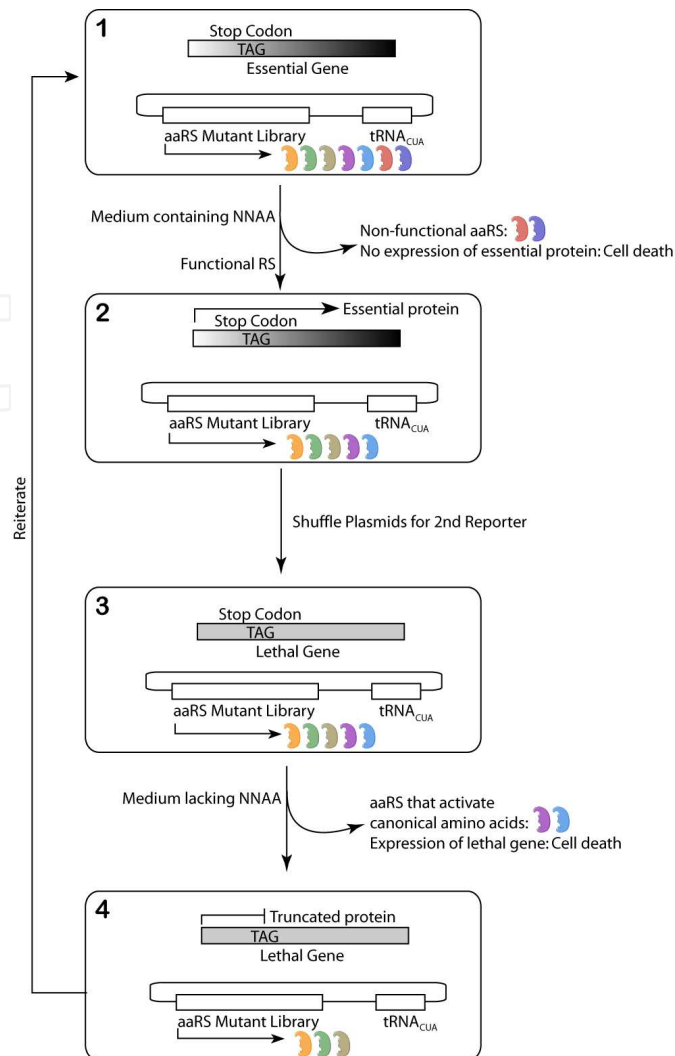 1
Stop Codon
TAG
Essential Gene
aaRS Mutant Library
tRNACUA
Medium containing NNAA
Non-functional aaRS:
No expression of essential protein: Cell death
Functional RS
2
Essential protein
Stop Codon
TAG
aaRS Mutant Library
tRNACUA
Shuffle Plasmids for 2nd Reporter
Reiterate
3
Stop Codon
TAG
Lethal Gene
aaRS Mutant Library
tRNACUA
Medium lacking NNAA
aaRS that activate
canonical amino acids:
Expression of lethal gene: Cell death
4
Truncated protein
TAG
Lethal Gene
aaRS Mutant Library
tRNACUA